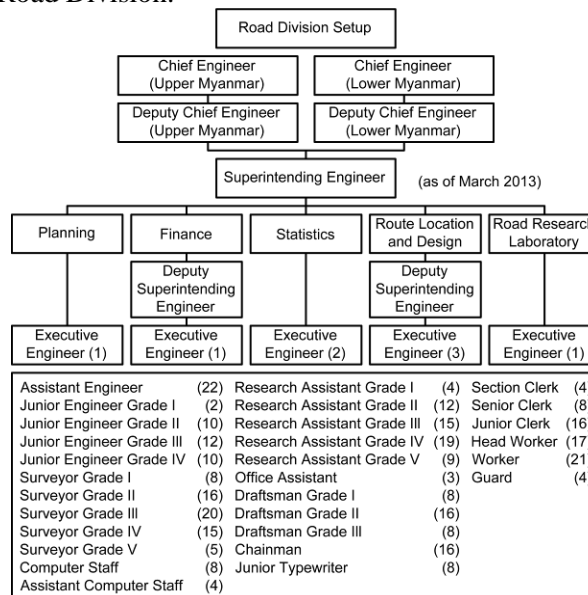 Road Division.
Road Division Setup
Chief Engineer
(Upper Myanmar)
Chief Engineer
(Lower Myanmar)
Deputy Chief Engineer
(Upper Myanmar)
Deputy Chief Engineer
(Lower Myanmar)
Superintending Engineer
(as of March 2013)
Planning
Finance
Statistics
Route Location
and Design
Road Research
Laboratory
Deputy
Superintending
Engineer
Deputy
Superintending
Engineer
Executive
Engineer (1)
Executive
Engineer (1)
Executive
Engineer (2)
Executive
Engineer (3)
Executive
Engineer (1)
Assistant Engineer (22)
Junior Engineer Grade I (2)
Junior Engineer Grade II (10)
Junior Engineer Grade III (12)
Junior Engineer Grade IV (10)
Surveyor Grade I (8)
Surveyor Grade II (16)
Surveyor Grade III (20)
Surveyor Grade IV (15)
Surveyor Grade V (5)
Computer Staff (8)
Assistant Computer Staff (4)
Research Assistant Grade I (4)
Research Assistant Grade II (12)
Research Assistant Grade III (15)
Research Assistant Grade IV (19)
Research Assistant Grade V (9)
Office Assistant (3)
Draftsman Grade I (8)
Draftsman Grade II (16)
Draftsman Grade III (8)
Chainman (16)
Junior Typewriter (8)
Section Clerk (4
Senior Clerk (8
Junior Clerk (16
Head Worker (17
Worker (21
Guard (4